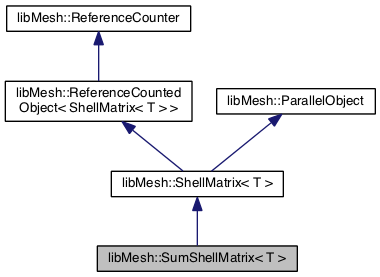 libMesh::ReferenceCounter
libMesh::ReferenceCounted
Object< ShellMatrix< T > >
libMesh::ParallelObject
libMesh::ShellMatrix< T >
libMesh::SumShellMatrix< T >